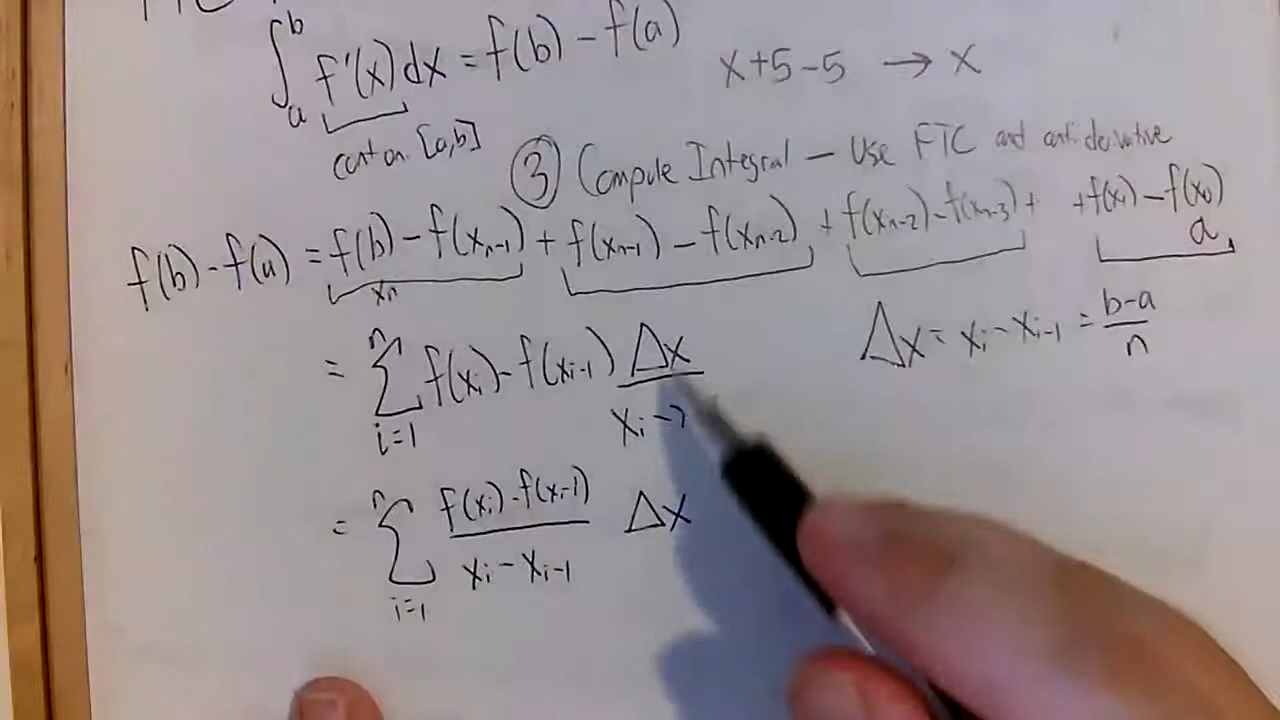 ∫_a^b f'(x) dx = f(b) - f(a)
x+5-5 → x
cont on [a,b]
③ Compute Integral - Use FTC and antiderivative
f(b) - f(a) = f(b) - f(x_{n-1}) + f(x_{n-1}) - f(x_{n-2}) + f(x_{n-2}) - f(x_{n-3}) + + f(x_1) - f(x_0)
x_n
a
= Σ_{i=1}^n f(x_i) - f(x_{i-1}) Δx / x_i -
Δx = x_i - x_{i-1} = (b-a)/n
= Σ_{i=1}^n (f(x_i) - f(x_{i-1})) / (x_i - x_{i-1}) Δx